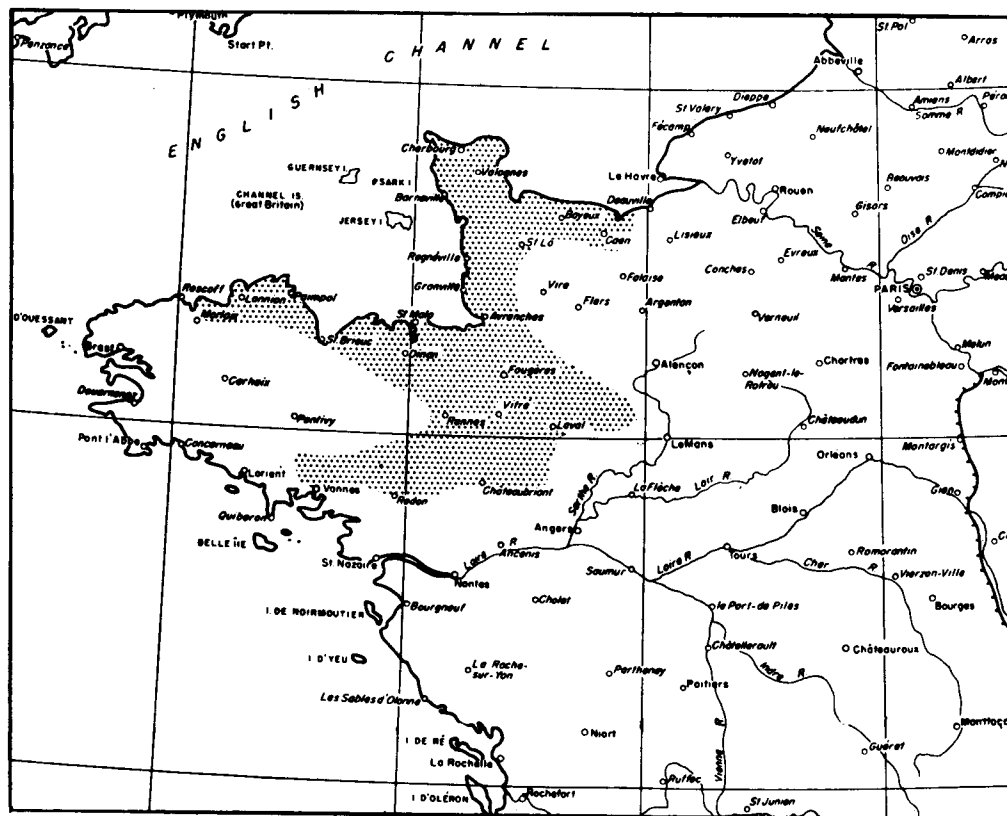 Plymouth
Penzance
Start Pt.
ENGLISH CHANNEL
St Pol
Arras
Abbeville
Albert
Amiens
Somme R
Dieppe
St Valery
Fécamp
Neufchâtel
Montdidier
Cherbourg
Valognes
GUERNSEY I.
SARK I
CHANNEL IS.
(Great Britain)
Barneville
JERSEY I
Le Havre
Yvetot
Rouen
Beauvais
Deauville
Elbeuf
Gisors
Oise R
Bayeux
Caen
St Lô
Lisieux
Seine R
Evreux
Conches
Mantes
St Denis
PARIS
Versailles
Regnéville
Granville
Vire
Falaise
Flers
Argentan
Verneuil
Avranches
Roscoff
Lannion
Paimpol
Morlaix
St Malo
St. Brieuc
Dinan
D'OUESSANT
Brest
Melun
Fontainebleau
Alençon
Chartres
Nogent-le-
Rotrou
Fougères
Carhaix
Douarnenez
Pontivy
Rennes
Vitré
Laval
Châteaudun
Pont l'Abbé
Concarneau
Le Mans
Montargis
Orléans
Lorient
Vannes
Redon
Châteaubriant
Sarthe R
La Flèche
Loir R
Gien
Blois
Quiberon
BELLE ÎLE
Angers
Ancenis
Loire R
St. Nazaire
Nantes
Saumur
Loire R
Tours
Cher R
Romorantin
Vierzon-Ville
Bourges
Bourgneuf
Cholet
le Port-de Piles
I. DE NOIRMOUTIER
I D'YEU
La Roche-
sur-Yon
Parthenay
Châtellerault
Indre R
Châteauroux
Poitiers
Les Sables d'Olonne
Niort
Vienne R
Guéret
I. DE RÉ
La Rochelle
I D'OLÉRON
Rochefort
Ruffec
St Junien